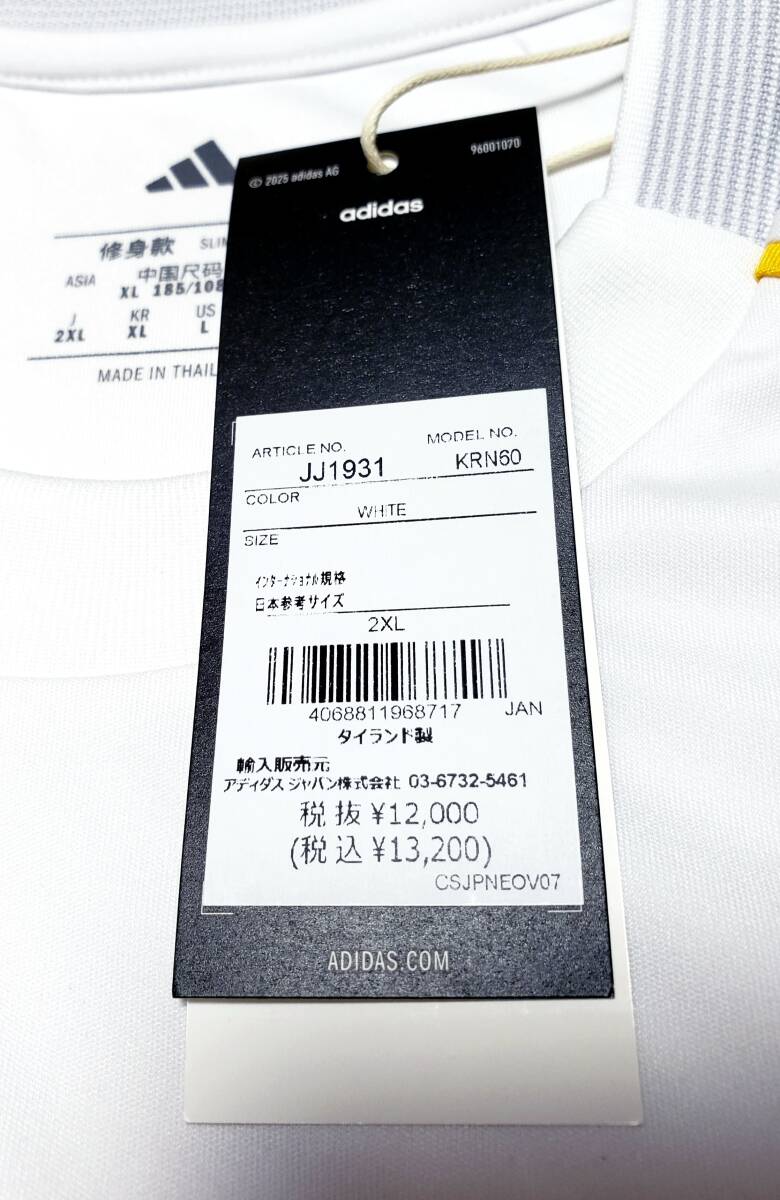 © 2025 adidas AG
96001070
adidas
修身款 SLIM
ASIA 中国尺码
XL 185/108
J KR US
2XL XL L
MADE IN THAIL
ARTICLE NO. MODEL NO.
JJ1931 KRN60
COLOR
WHITE
SIZE
インターナショナル規格
日本参考サイズ
2XL
4068811968717 JAN
タイランド製
輸入販売元
アディダス ジャパン株式会社 03-6732-5461
税抜 ¥12,000
(税込 ¥13,200)
CSJPNEOV07
ADIDAS.COM